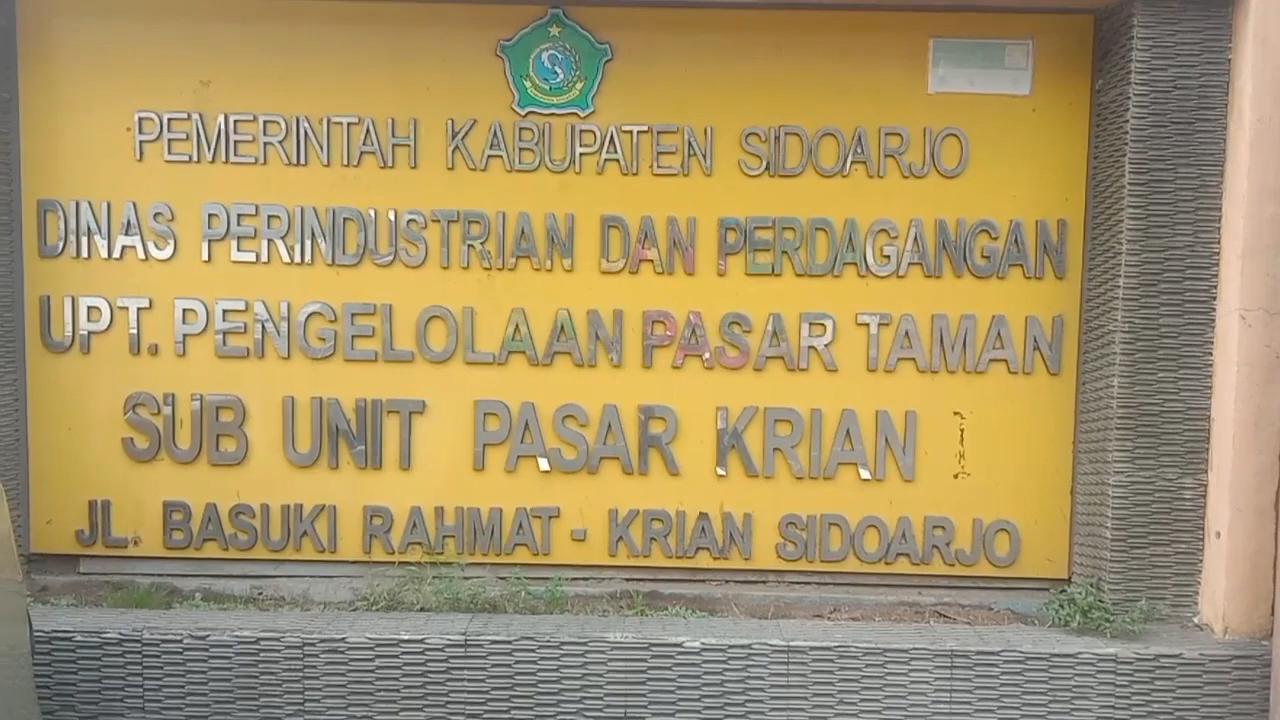 PEMERINTAH KABUPATEN SIDOARJO
DINAS PERINDUSTRIAN DAN PERDAGANGAN
UPT. PENGELOLAAN PASAR TAMAN
SUB UNIT PASAR KRIAN
JL. BASUKI RAHMAT - KRIAN SIDOARJO